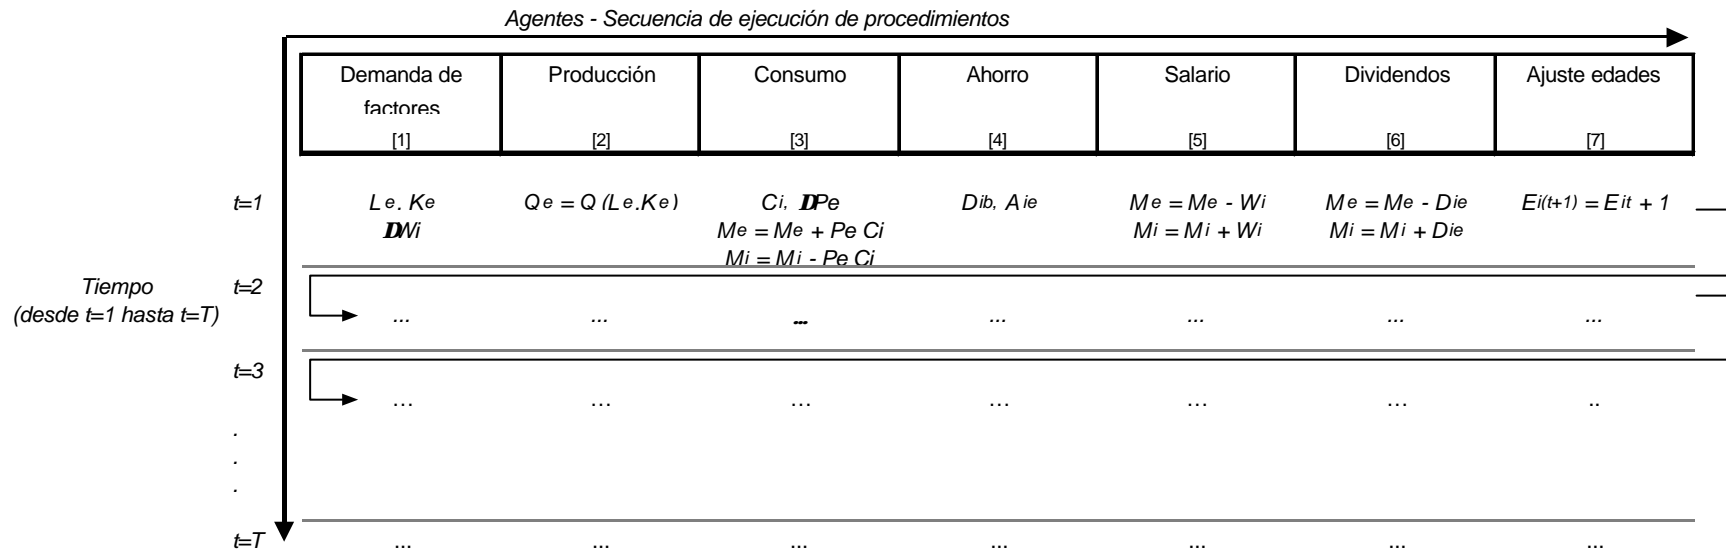 Agentes - Secuencia de ejecución de procedimientos
Demanda de factores [1]
Producción [2]
Consumo [3]
Ahorro [4]
Salario [5]
Dividendos [6]
Ajuste edades [7]
t=1
Le. Ke
DWi
Qe = Q (Le.Ke)
Ci, DPe
Me = Me + Pe Ci
Mi = Mi - Pe Ci
Dib, Aie
Me = Me - Wi
Mi = Mi + Wi
Me = Me - Die
Mi = Mi + Die
Ei(t+1) = Eit + 1
Tiempo
(desde t=1 hasta t=T)
t=2
... ... ... ... ... ... ...
t=3
... ... ... ... ... ... ..
.
.
.
t=T
... ... ... ... ... ... ...